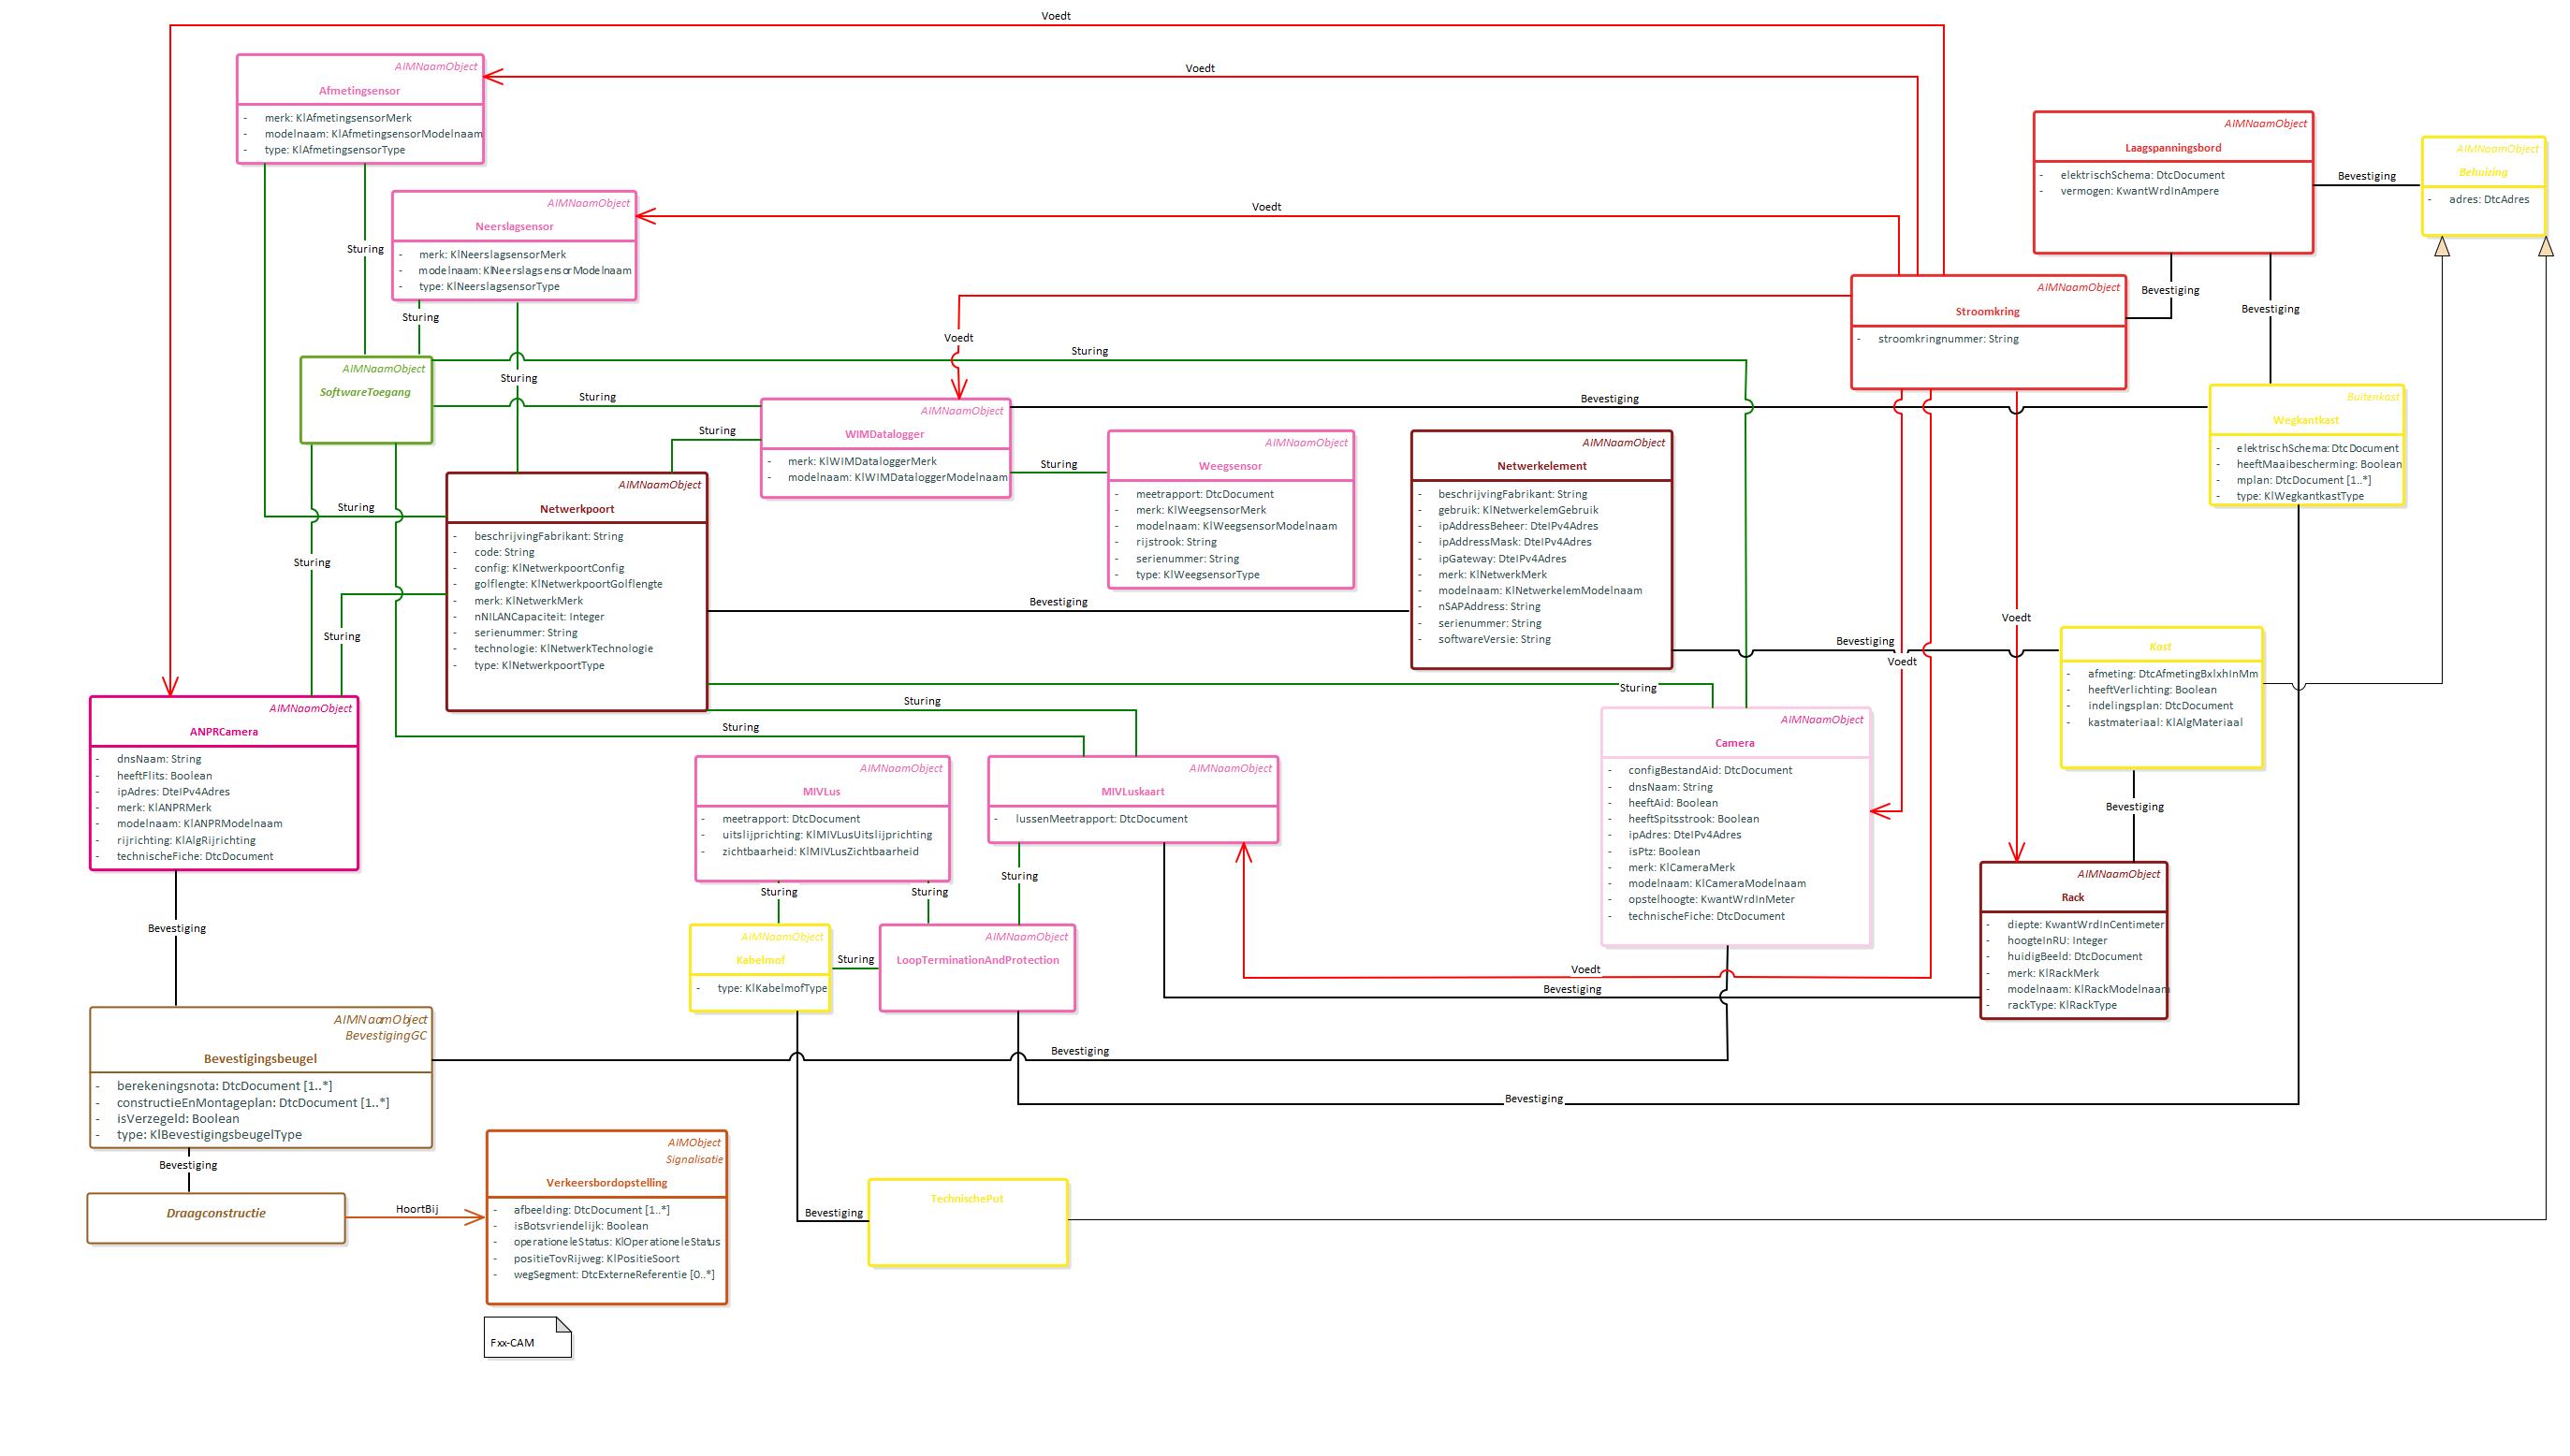 Voedt
AIMNaamObject
Afmetingsensor
- merk: KlAfmetingsensorMerk
- modelnaam: KlAfmetingsensorModelnaam
- type: KlAfmetingsensorType
Voedt
AIMNaamObject
Laagspanningsbord
- elektrischSchema: DtcDocument
- vermogen: KwantWrdInAmpere
Bevestiging
AIMNaamObject
Behuizing
- adres: DtcAdres
Sturing
AIMNaamObject
Neerslagsensor
- merk: KlNeerslagsensorMerk
- modelnaam: KlNeerslagsensorModelnaam
- type: KlNeerslagsensorType
Voedt
Sturing
AIMNaamObject
Stroomkring
- stroomkringnummer: String
Bevestiging
Bevestiging
Voedt
Sturing
AIMNaamObject
SoftwareToegang
Sturing
Sturing
Bevestiging
AIMNaamObject
WIMDatalogger
- merk: KlWIMDataloggerMerk
- modelnaam: KlWIMDataloggerModelnaam
Buitenkast
Wegkantkast
- elektrischSchema: DtcDocument
- heeftMaaibescherming: Boolean
- mplan: DtcDocument [1..*]
- type: KlWegkantkastType
Sturing
Sturing
AIMNaamObject
Weegsensor
- meetrapport: DtcDocument
- merk: KlWeegsensorMerk
- modelnaam: KlWeegsensorModelnaam
- rijstrook: String
- serienummer: String
- type: KlWeegsensorType
AIMNaamObject
Netwerkelement
- beschrijvingFabrikant: String
- gebruik: KlNetwerkelemGebruik
- ipAddressBeheer: DteIPv4Adres
- ipAddressMask: DteIPv4Adres
- ipGateway: DteIPv4Adres
- merk: KlNetwerkMerk
- modelnaam: KlNetwerkelemModelnaam
- nSAPAddress: String
- serienummer: String
- softwareVersie: String
AIMNaamObject
Netwerkpoort
- beschrijvingFabrikant: String
- code: String
- config: KlNetwerkpoortConfig
- golflengte: KlNetwerkpoortGolflengte
- merk: KlNetwerkMerk
- nNILANCapaciteit: Integer
- serienummer: String
- technologie: KlNetwerkTechnologie
- type: KlNetwerkpoortType
Sturing
Sturing
Sturing
Bevestiging
Voedt
Bevestiging
Voedt
Kast
- afmeting: DtcAfmetingBxlxhInMm
- heeftVerlichting: Boolean
- indelingsplan: DtcDocument
- kastmateriaal: KlAlgMateriaal
Sturing
Sturing
Sturing
AIMNaamObject
ANPRCamera
- dnsNaam: String
- heeftFlits: Boolean
- ipAdres: DteIPv4Adres
- merk: KlANPRMerk
- modelnaam: KlANPRModelnaam
- rijrichting: KlAlgRijrichting
- technischeFiche: DtcDocument
AIMNaamObject
Camera
- configBestandAid: DtcDocument
- dnsNaam: String
- heeftAid: Boolean
- heeftSpitsstrook: Boolean
- ipAdres: DteIPv4Adres
- isPtz: Boolean
- merk: KlCameraMerk
- modelnaam: KlCameraModelnaam
- opstelhoogte: KwantWrdInMeter
- technischeFiche: DtcDocument
AIMNaamObject
MIVLus
- meetrapport: DtcDocument
- uitslijprichting: KlMIVLusUitslijprichting
- zichtbaarheid: KlMIVLusZichtbaarheid
AIMNaamObject
MIVLuskaart
- lussenMeetrapport: DtcDocument
Bevestiging
Sturing
Sturing
Sturing
AIMNaamObject
Rack
- diepte: KwantWrdInCentimeter
- hoogteInRU: Integer
- huidigBeeld: DtcDocument
- merk: KlRackMerk
- modelnaam: KlRackModelnaam
- rackType: KlRackType
Bevestiging
AIMNaamObject
Kabelmof
- type: KlKabelmofType
Sturing
AIMNaamObject
LoopTerminationAndProtection
Voedt
Bevestiging
AIMNaamObject
BevestigingGC
Bevestigingsbeugel
- berekeningsnota: DtcDocument [1..*]
- constructieEnMontageplan: DtcDocument [1..*]
- isVerzegeld: Boolean
- type: KlBevestigingsbeugelType
Bevestiging
Bevestiging
Bevestiging
AIMObject
Signalisatie
Verkeersbordopstelling
- afbeelding: DtcDocument [1..*]
- isBotsvriendelijk: Boolean
- operationeleStatus: KlOperationeleStatus
- positieTovRijweg: KlPositieSoort
- wegSegment: DtcExterneReferentie [0..*]
Draagconstructie
HoortBij
TechnischePut
Bevestiging
Fxx-CAM